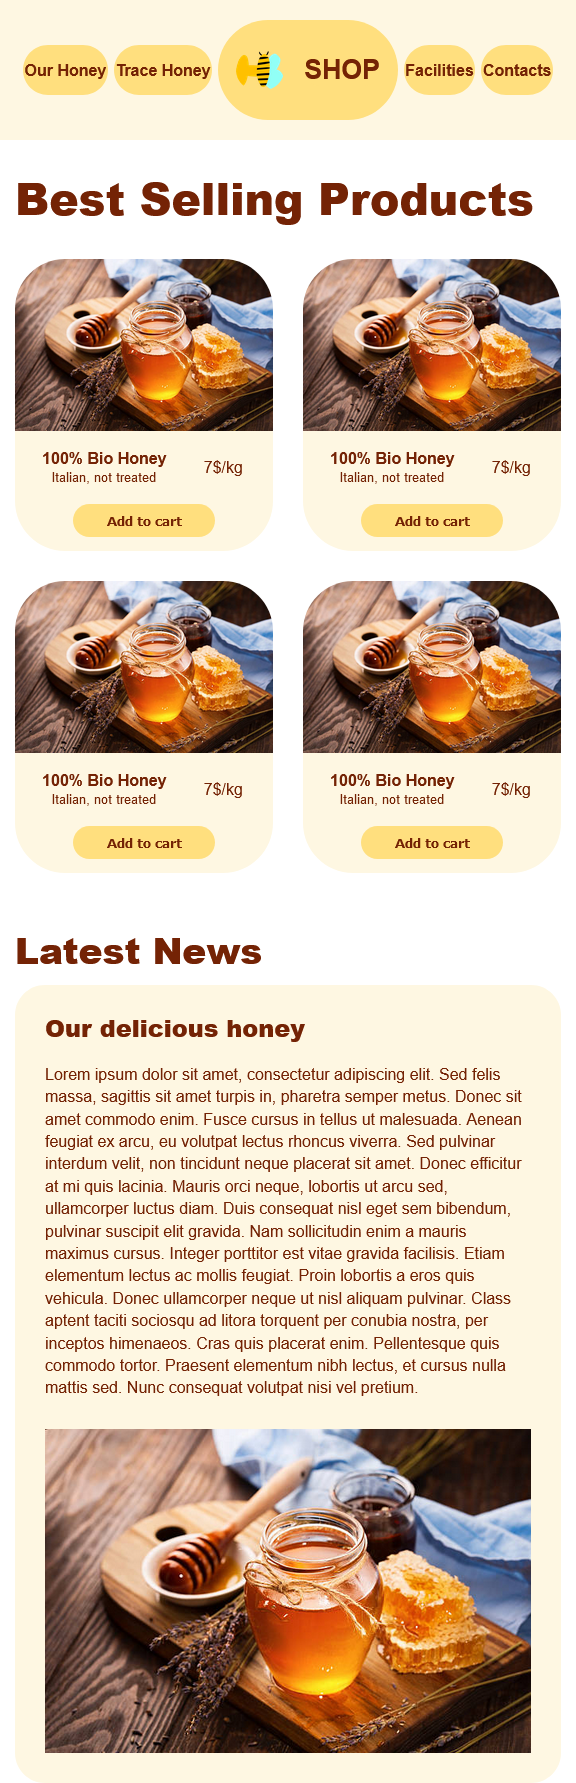 Our Honey Trace Honey SHOP Facilities Contacts
Best Selling Products
100% Bio Honey
Italian, not treated
7$/kg
Add to cart
100% Bio Honey
Italian, not treated
7$/kg
Add to cart
100% Bio Honey
Italian, not treated
7$/kg
Add to cart
100% Bio Honey
Italian, not treated
7$/kg
Add to cart
Latest News
Our delicious honey
Lorem ipsum dolor sit amet, consectetur adipiscing elit. Sed felis
massa, sagittis sit amet turpis in, pharetra semper metus. Donec sit
amet commodo enim. Fusce cursus in tellus ut malesuada. Aenean
feugiat ex arcu, eu volutpat lectus rhoncus viverra. Sed pulvinar
interdum velit, non tincidunt neque placerat sit amet. Donec efficitur
at mi quis lacinia. Mauris orci neque, lobortis ut arcu sed,
ullamcorper luctus diam. Duis consequat nisl eget sem bibendum,
pulvinar suscipit elit gravida. Nam sollicitudin enim a mauris
maximus cursus. Integer porttitor est vitae gravida facilisis. Etiam
elementum lectus ac mollis feugiat. Proin lobortis a eros quis
vehicula. Donec ullamcorper neque ut nisl aliquam pulvinar. Class
aptent taciti sociosqu ad litora torquent per conubia nostra, per
inceptos himenaeos. Cras quis placerat enim. Pellentesque quis
commodo tortor. Praesent elementum nibh lectus, et cursus nulla
mattis sed. Nunc consequat volutpat nisi vel pretium.